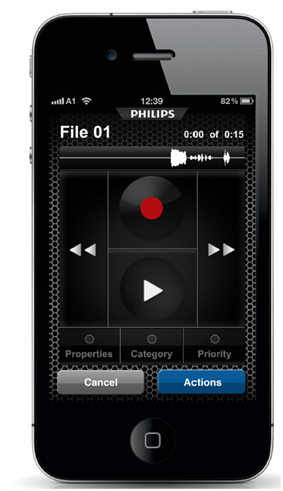 A1 12:39 82%
PHILIPS
File 01 0:00 of 0:15
Properties Category Priority
Cancel Actions